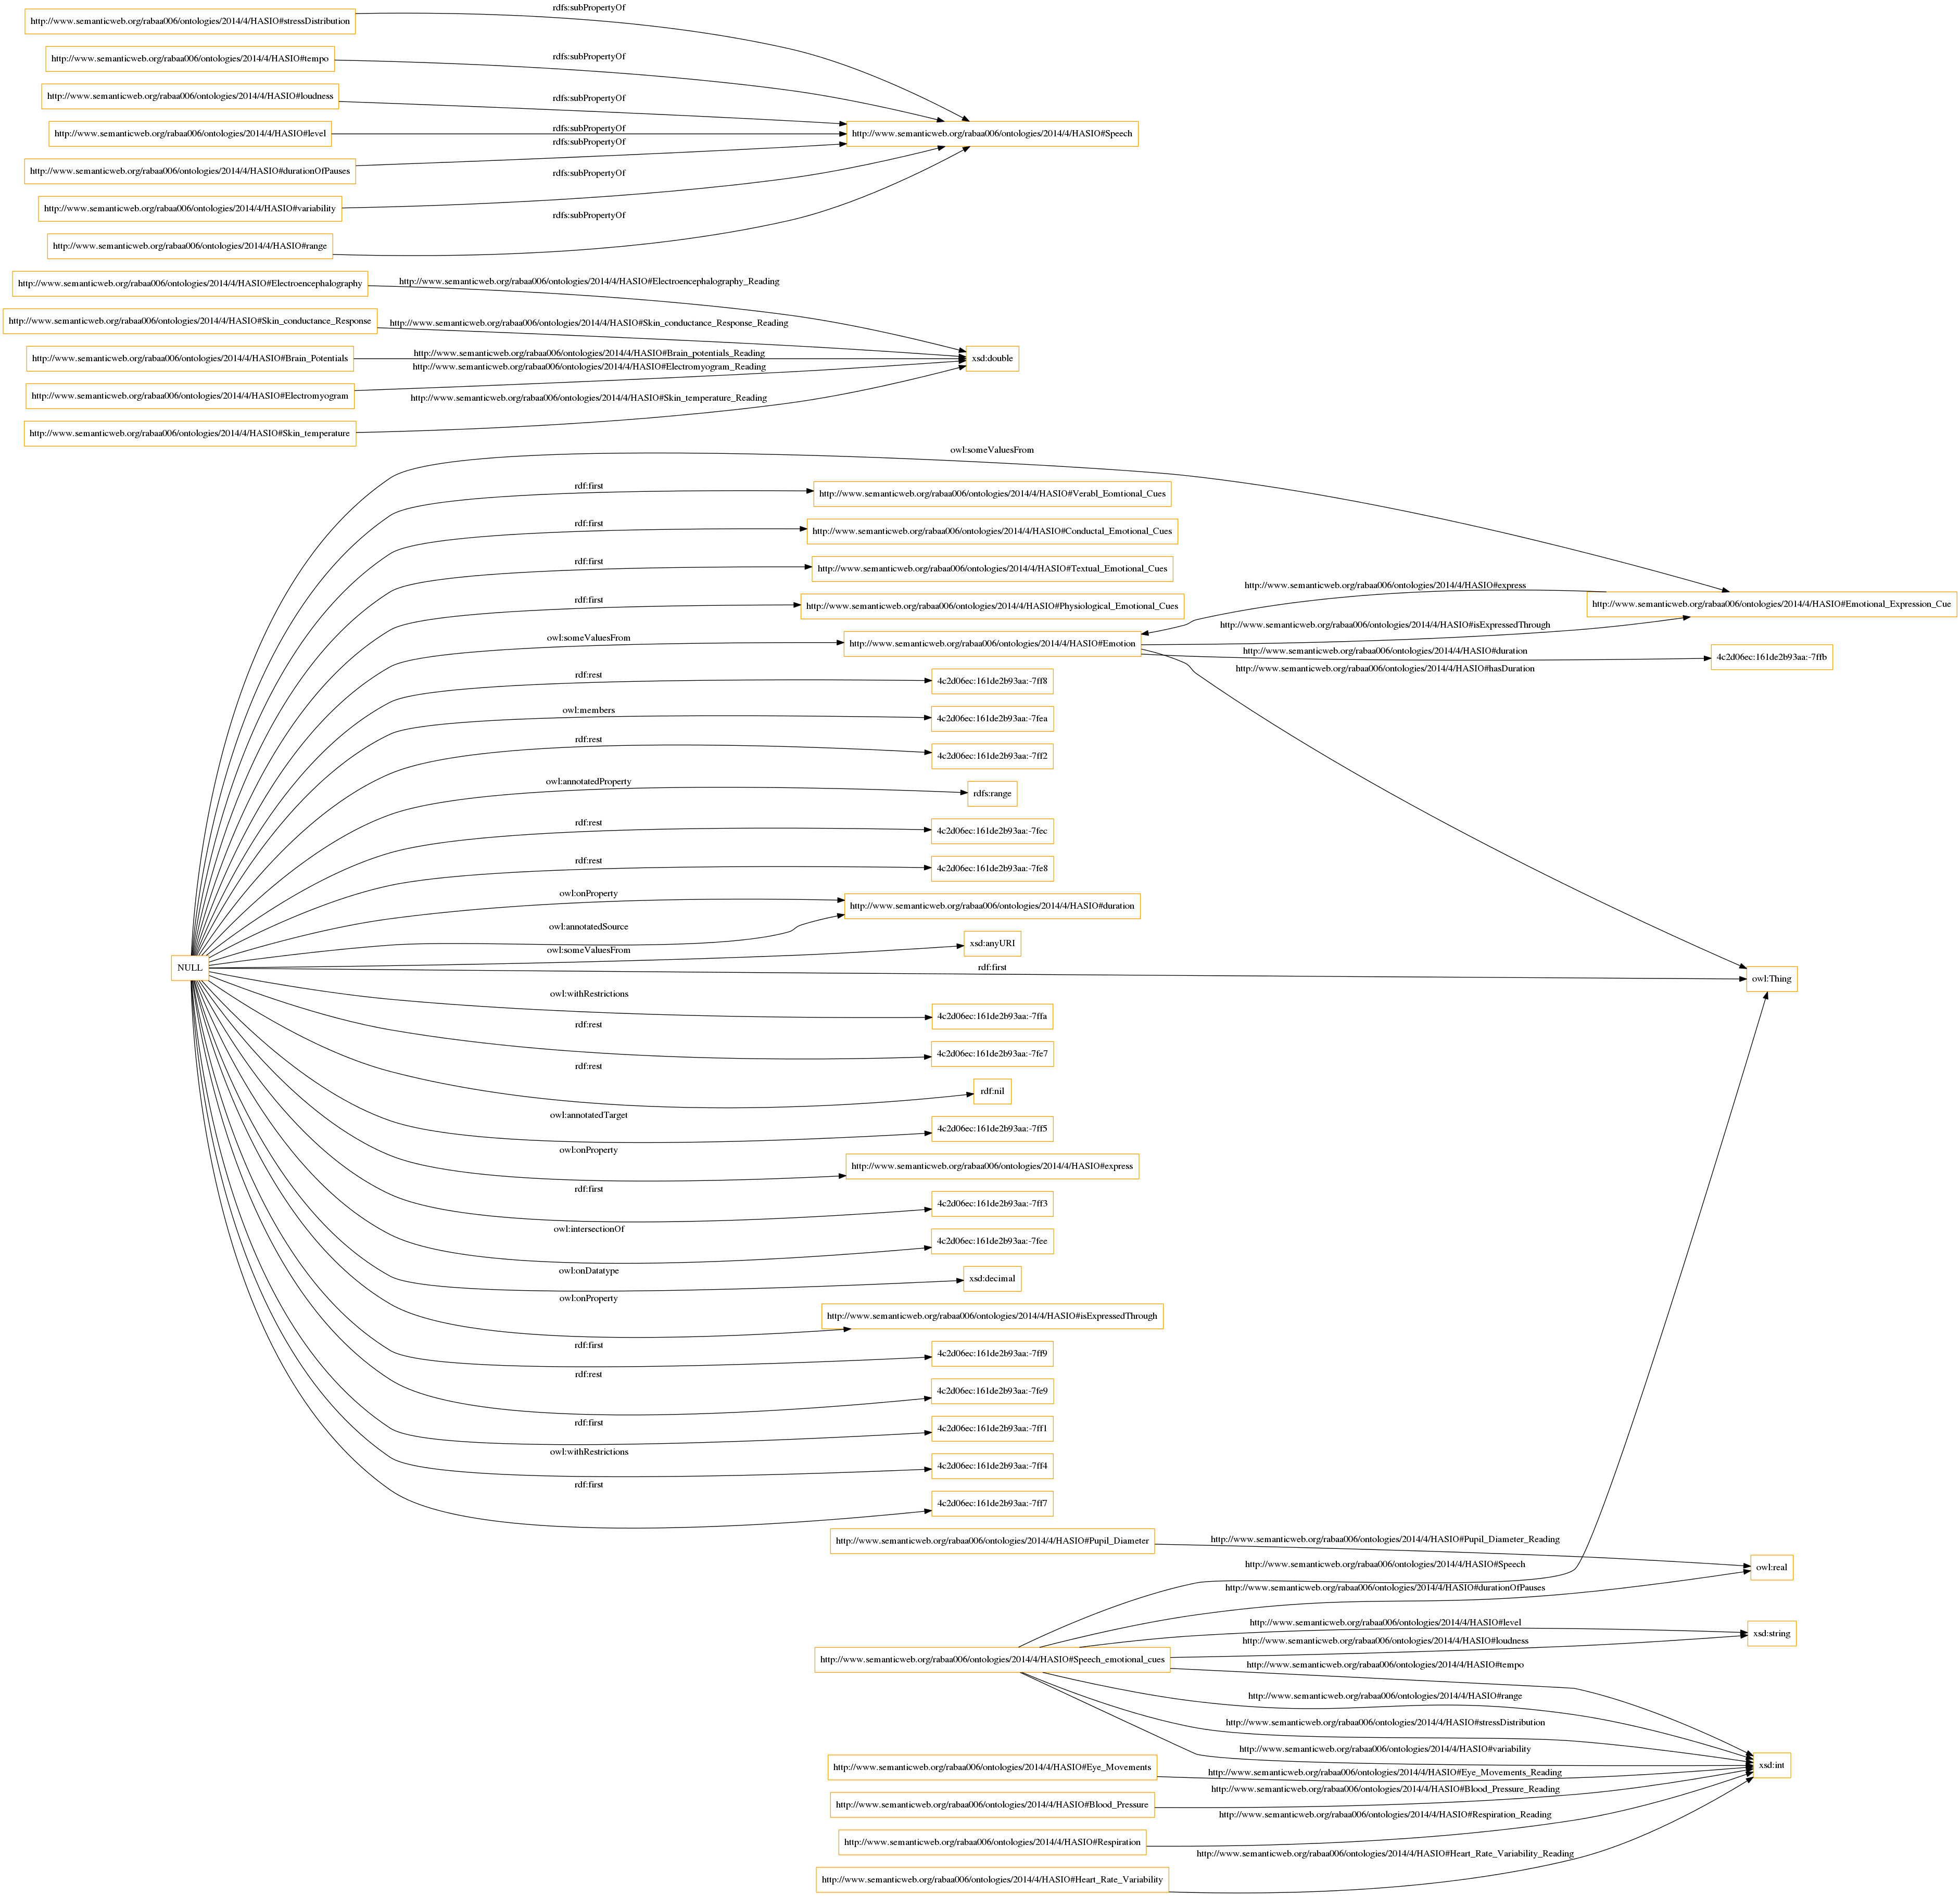 rdfs:subPropertyOf
http://www.semanticweb.org/rabaa006/ontologies/2014/4/HASIO#stressDistribution
rdfs:subPropertyOf
http://www.semanticweb.org/rabaa006/ontologies/2014/4/HASIO#tempo
http://www.semanticweb.org/rabaa006/ontologies/2014/4/HASIO#loudness
rdfs:subPropertyOf
http://www.semanticweb.org/rabaa006/ontologies/2014/4/HASIO#level
rdfs:subPropertyOf
http://www.semanticweb.org/rabaa006/ontologies/2014/4/HASIO#Speech
rdfs:subPropertyOf
http://www.semanticweb.org/rabaa006/ontologies/2014/4/HASIO#durationOfPauses
rdfs:subPropertyOf
http://www.semanticweb.org/rabaa006/ontologies/2014/4/HASIO#variability
rdfs:subPropertyOf
http://www.semanticweb.org/rabaa006/ontologies/2014/4/HASIO#range
http://www.semanticweb.org/rabaa006/ontologies/2014/4/HASIO#Electroencephalography
http://www.semanticweb.org/rabaa006/ontologies/2014/4/HASIO#Electroencephalography_Reading
http://www.semanticweb.org/rabaa006/ontologies/2014/4/HASIO#Skin_conductance_Response
http://www.semanticweb.org/rabaa006/ontologies/2014/4/HASIO#Skin_conductance_Response_Reading
http://www.semanticweb.org/rabaa006/ontologies/2014/4/HASIO#Brain_Potentials
http://www.semanticweb.org/rabaa006/ontologies/2014/4/HASIO#Brain_potentials_Reading
xsd:double
http://www.semanticweb.org/rabaa006/ontologies/2014/4/HASIO#Electromyogram_Reading
http://www.semanticweb.org/rabaa006/ontologies/2014/4/HASIO#Electromyogram
http://www.semanticweb.org/rabaa006/ontologies/2014/4/HASIO#Skin_temperature_Reading
http://www.semanticweb.org/rabaa006/ontologies/2014/4/HASIO#Skin_temperature
owl:someValuesFrom
rdf:first
http://www.semanticweb.org/rabaa006/ontologies/2014/4/HASIO#Verabl_Eomtional_Cues
rdf:first
http://www.semanticweb.org/rabaa006/ontologies/2014/4/HASIO#Conductal_Emotional_Cues
rdf:first
http://www.semanticweb.org/rabaa006/ontologies/2014/4/HASIO#Textual_Emotional_Cues
http://www.semanticweb.org/rabaa006/ontologies/2014/4/HASIO#express
rdf:first
http://www.semanticweb.org/rabaa006/ontologies/2014/4/HASIO#Physiological_Emotional_Cues
http://www.semanticweb.org/rabaa006/ontologies/2014/4/HASIO#Emotional_Expression_Cue
http://www.semanticweb.org/rabaa006/ontologies/2014/4/HASIO#isExpressedThrough
owl:someValuesFrom
http://www.semanticweb.org/rabaa006/ontologies/2014/4/HASIO#Emotion
http://www.semanticweb.org/rabaa006/ontologies/2014/4/HASIO#duration
4c2d06ec:161de2b93aa:-7ffb
http://www.semanticweb.org/rabaa006/ontologies/2014/4/HASIO#hasDuration
rdf:rest
4c2d06ec:161de2b93aa:-7ff8
owl:members
4c2d06ec:161de2b93aa:-7fea
rdf:rest
4c2d06ec:161de2b93aa:-7ff2
owl:annotatedProperty
rdfs:range
rdf:rest
4c2d06ec:161de2b93aa:-7fec
rdf:rest
4c2d06ec:161de2b93aa:-7fe8
owl:onProperty
http://www.semanticweb.org/rabaa006/ontologies/2014/4/HASIO#duration
owl:annotatedSource
owl:someValuesFrom
xsd:anyURI
NULL
rdf:first
owl:Thing
owl:withRestrictions
4c2d06ec:161de2b93aa:-7ffa
rdf:rest
4c2d06ec:161de2b93aa:-7fe7
rdf:rest
rdf:nil
owl:annotatedTarget
4c2d06ec:161de2b93aa:-7ff5
owl:onProperty
http://www.semanticweb.org/rabaa006/ontologies/2014/4/HASIO#express
rdf:first
4c2d06ec:161de2b93aa:-7ff3
owl:intersectionOf
4c2d06ec:161de2b93aa:-7fee
owl:onDatatype
xsd:decimal
owl:onProperty
http://www.semanticweb.org/rabaa006/ontologies/2014/4/HASIO#isExpressedThrough
rdf:first
4c2d06ec:161de2b93aa:-7ff9
rdf:rest
4c2d06ec:161de2b93aa:-7fe9
rdf:first
4c2d06ec:161de2b93aa:-7ff1
owl:withRestrictions
4c2d06ec:161de2b93aa:-7ff4
rdf:first
4c2d06ec:161de2b93aa:-7ff7
http://www.semanticweb.org/rabaa006/ontologies/2014/4/HASIO#Pupil_Diameter
http://www.semanticweb.org/rabaa006/ontologies/2014/4/HASIO#Pupil_Diameter_Reading
http://www.semanticweb.org/rabaa006/ontologies/2014/4/HASIO#Speech
owl:real
http://www.semanticweb.org/rabaa006/ontologies/2014/4/HASIO#durationOfPauses
http://www.semanticweb.org/rabaa006/ontologies/2014/4/HASIO#level
xsd:string
http://www.semanticweb.org/rabaa006/ontologies/2014/4/HASIO#loudness
http://www.semanticweb.org/rabaa006/ontologies/2014/4/HASIO#Speech_emotional_cues
http://www.semanticweb.org/rabaa006/ontologies/2014/4/HASIO#tempo
http://www.semanticweb.org/rabaa006/ontologies/2014/4/HASIO#range
http://www.semanticweb.org/rabaa006/ontologies/2014/4/HASIO#stressDistribution
http://www.semanticweb.org/rabaa006/ontologies/2014/4/HASIO#variability
http://www.semanticweb.org/rabaa006/ontologies/2014/4/HASIO#Eye_Movements
xsd:int
http://www.semanticweb.org/rabaa006/ontologies/2014/4/HASIO#Eye_Movements_Reading
http://www.semanticweb.org/rabaa006/ontologies/2014/4/HASIO#Blood_Pressure_Reading
http://www.semanticweb.org/rabaa006/ontologies/2014/4/HASIO#Blood_Pressure
http://www.semanticweb.org/rabaa006/ontologies/2014/4/HASIO#Respiration_Reading
http://www.semanticweb.org/rabaa006/ontologies/2014/4/HASIO#Respiration
http://www.semanticweb.org/rabaa006/ontologies/2014/4/HASIO#Heart_Rate_Variability_Reading
http://www.semanticweb.org/rabaa006/ontologies/2014/4/HASIO#Heart_Rate_Variability